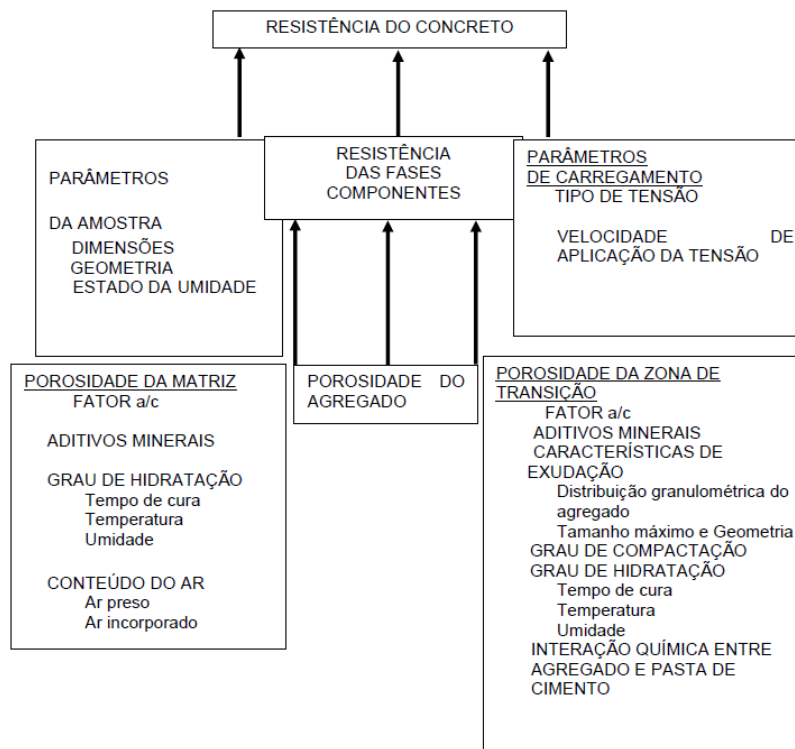 RESISTÊNCIA DO CONCRETO
PARÂMETROS
DA AMOSTRA
DIMENSÕES
GEOMETRIA
ESTADO DA UMIDADE
RESISTÊNCIA
DAS FASES
COMPONENTES
PARÂMETROS
DE CARREGAMENTO
TIPO DE TENSÃO
VELOCIDADE DE
APLICAÇÃO DA TENSÃO
POROSIDADE DA MATRIZ
FATOR a/c
ADITIVOS MINERAIS
GRAU DE HIDRATAÇÃO
Tempo de cura
Temperatura
Umidade
CONTEÚDO DO AR
Ar preso
Ar incorporado
POROSIDADE DO
AGREGADO
POROSIDADE DA ZONA DE
TRANSIÇÃO
FATOR a/c
ADITIVOS MINERAIS
CARACTERÍSTICAS DE
EXUDAÇÃO
Distribuição granulométrica do
agregado
Tamanho máximo e Geometria
GRAU DE COMPACTAÇÃO
GRAU DE HIDRATAÇÃO
Tempo de cura
Temperatura
Umidade
INTERAÇÃO QUÍMICA ENTRE
AGREGADO E PASTA DE
CIMENTO